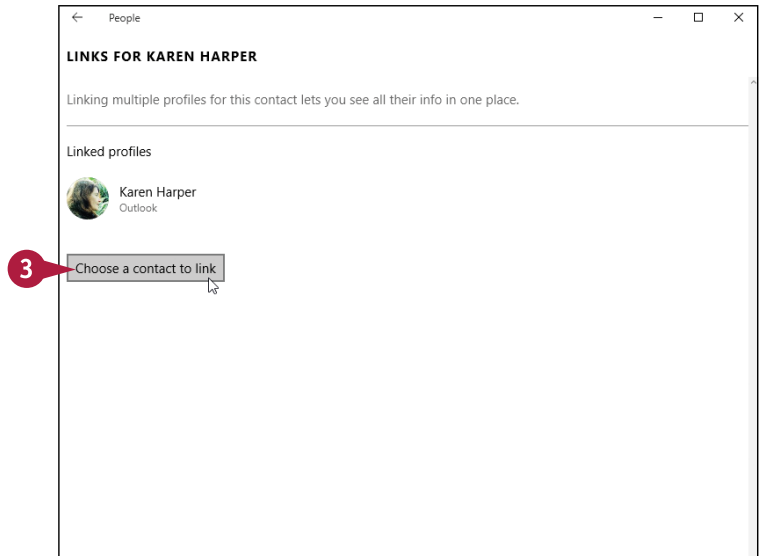 People
LINKS FOR KAREN HARPER
Linking multiple profiles for this contact lets you see all their info in one place.
Linked profiles
Karen Harper
Outlook
3
Choose a contact to link